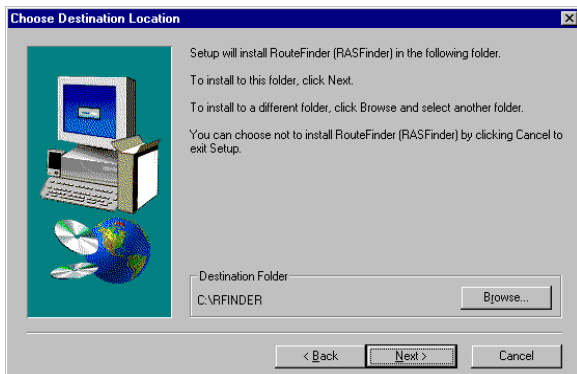 Choose Destination Location
Setup will install RouteFinder (RASFinder) in the following folder.
To install to this folder, click Next.
To install to a different folder, click Browse and select another folder.
You can choose not to install RouteFinder (RASFinder) by clicking Cancel to
exit Setup.
Destination Folder
C:\RFINDER
Browse...
< Back
Next >
Cancel